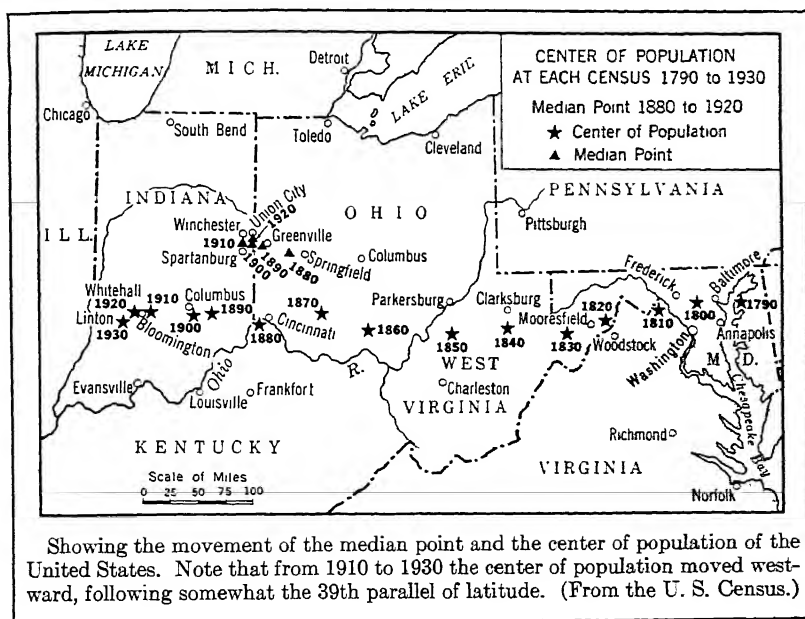 LAKE
MICHIGAN
MICH.
Detroit
LAKE ERIE
CENTER OF POPULATION
AT EACH CENSUS 1790 to 1930
Median Point 1880 to 1920
★ Center of Population
▲ Median Point
Chicago
South Bend
Toledo
Cleveland
INDIANA
OHIO
PENNSYLVANIA
ILL.
Winchester
Union City
1920
1910
Greenville
Spartanburg
1900
1890
1880
Springfield
Columbus
Pittsburgh
Whitehall
1920
1910
Linton
1930
Bloomington
Columbus
1900
1890
1880
Cincinnati
1870
1860
Parkersburg
1850
Clarksburg
1840
Mooresfield
1830
1820
Woodstock
1810
Frederick
1800
Baltimore
1790
Annapolis
Washington
M D.
Chesapeake Bay
Evansville
Ohio R.
Louisville
Frankfort
WEST
VIRGINIA
Charleston
KENTUCKY
VIRGINIA
Richmond
Norfolk
Scale of Miles
0 25 50 75 100
Showing the movement of the median point and the center of population of the
United States. Note that from 1910 to 1930 the center of population moved west-
ward, following somewhat the 39th parallel of latitude. (From the U. S. Census.)